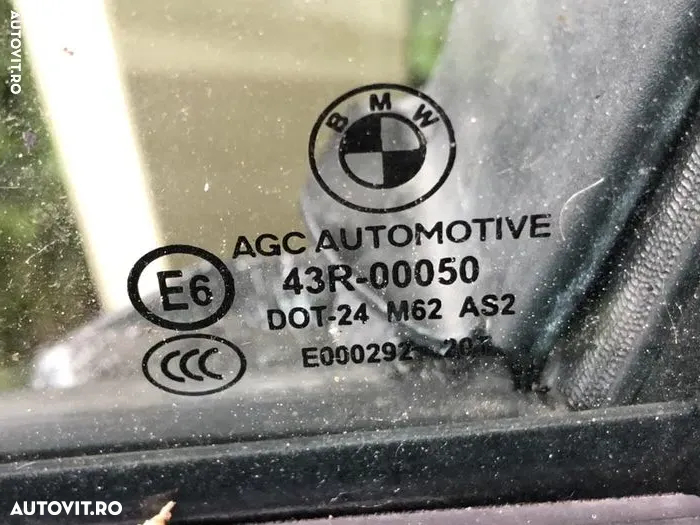 AUTOVIT.RO
BMW
AGC AUTOMOTIVE
E6
43R-00050
DOT-24 M62 AS2
CCC
AUTOVIT.RO